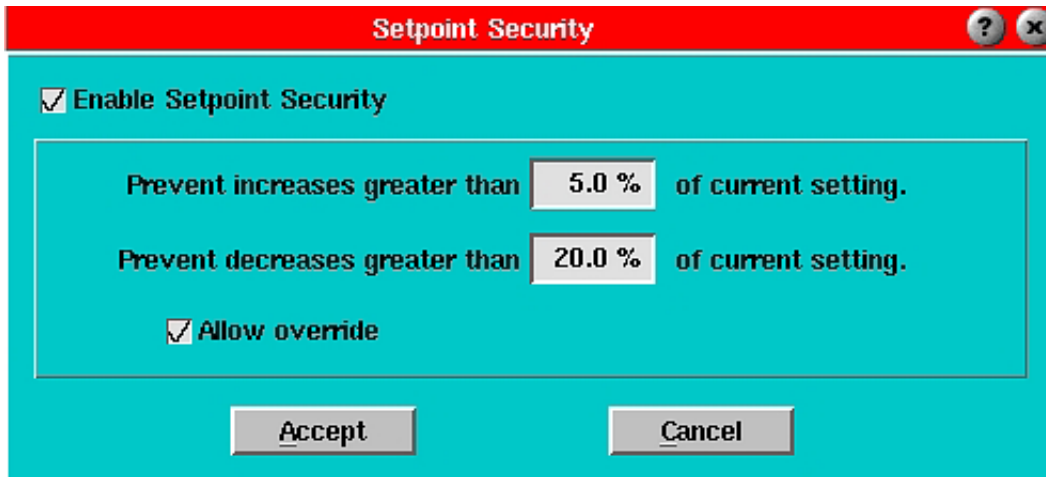 Setpoint Security ? x
Enable Setpoint Security
Prevent increases greater than 5.0 % of current setting.
Prevent decreases greater than 20.0 % of current setting.
Allow override
Accept Cancel